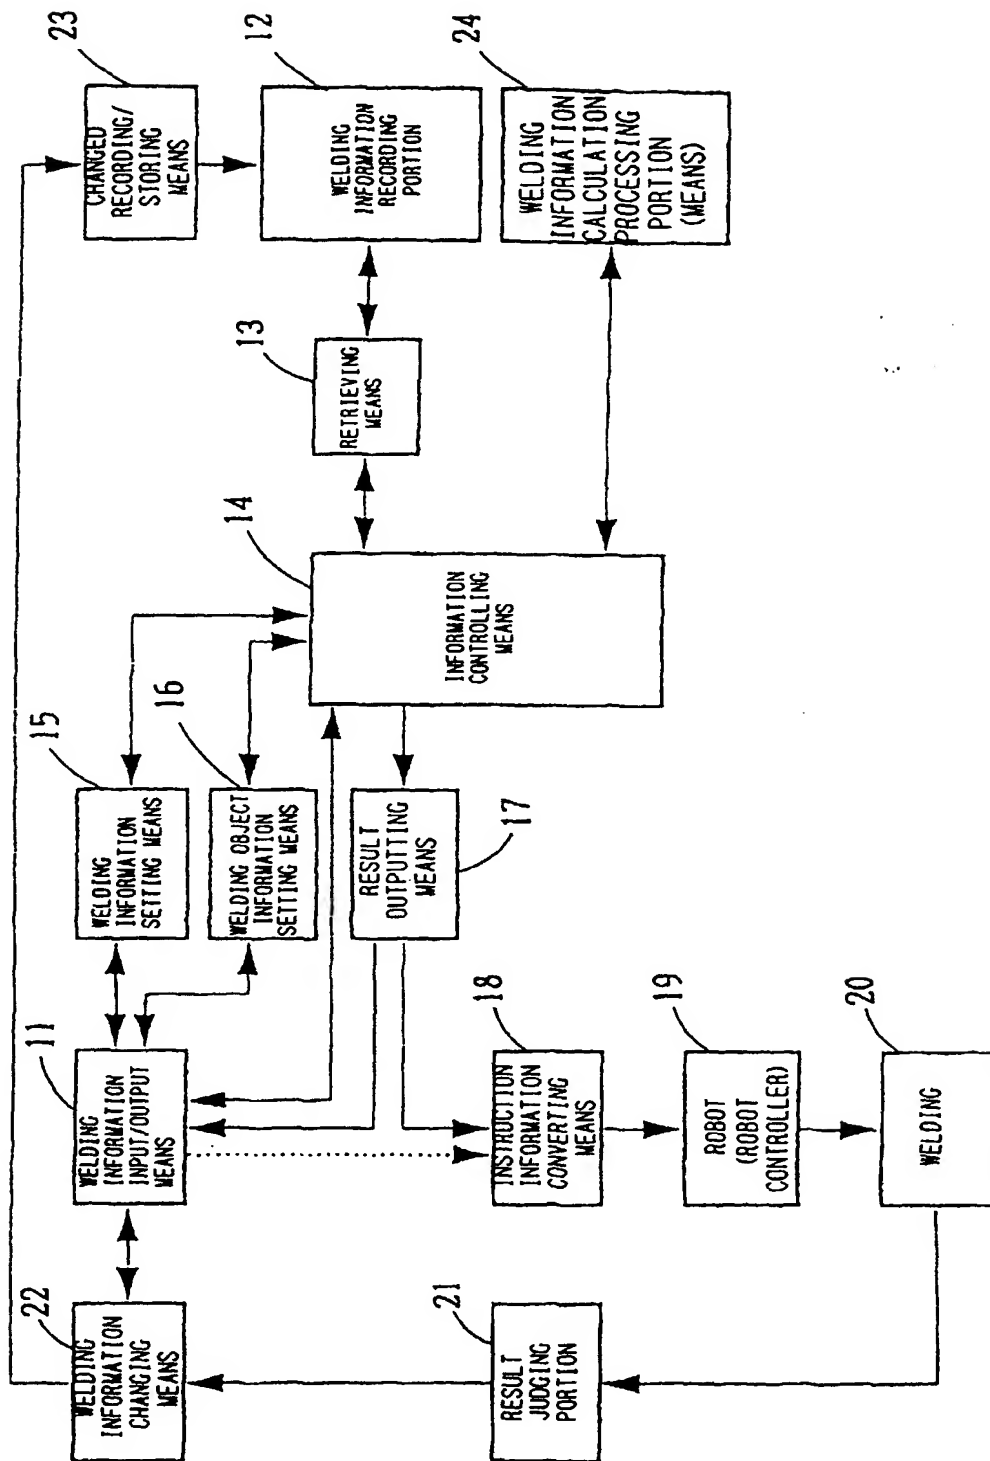 22
WELDING
INFORMATION
CHANGING
MEANS
11
WELDING
INFORMATION
INPUT/OUTPUT
MEANS
15
WELDING
INFORMATION
SETTING MEANS
23
CHANGED
RECORDING/
STORING
MEANS
16
WELDING OBJECT
INFORMATION
SETTING MEANS
14
INFORMATION
CONTROLLING
MEANS
13
RETRIEVING
MEANS
12
WELDING
INFORMATION
RECORDING
PORTION
RESULT
OUTPUTTING
MEANS
17
21
RESULT
JUDGING
PORTION
18
INSTRUCTION
INFORMATION
CONVERTING
MEANS
24
WELDING
INFORMATION
CALCULATION
PROCESSING
PORTION
(MEANS)
19
ROBOT
(ROBOT
CONTROLLER)
20
WELDING